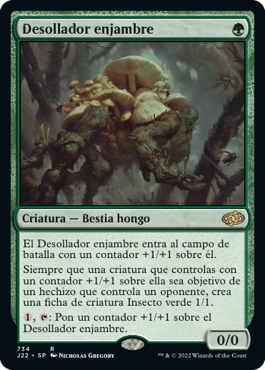 Desollador enjambre
Criatura — Bestia hongo
El Desollador enjambre entra al campo de
batalla con un contador +1/+1 sobre él.
Siempre que una criatura que controlas con
un contador +1/+1 sobre ella sea objetivo de
un hechizo que controla un oponente, crea
una ficha de criatura Insecto verde 1/1.
1, : Pon un contador +1/+1 sobre el
Desollador enjambre.
0/0
734 R
J22 • SP Nicholas Gregory
™ & © 2022 Wizards of the Coast